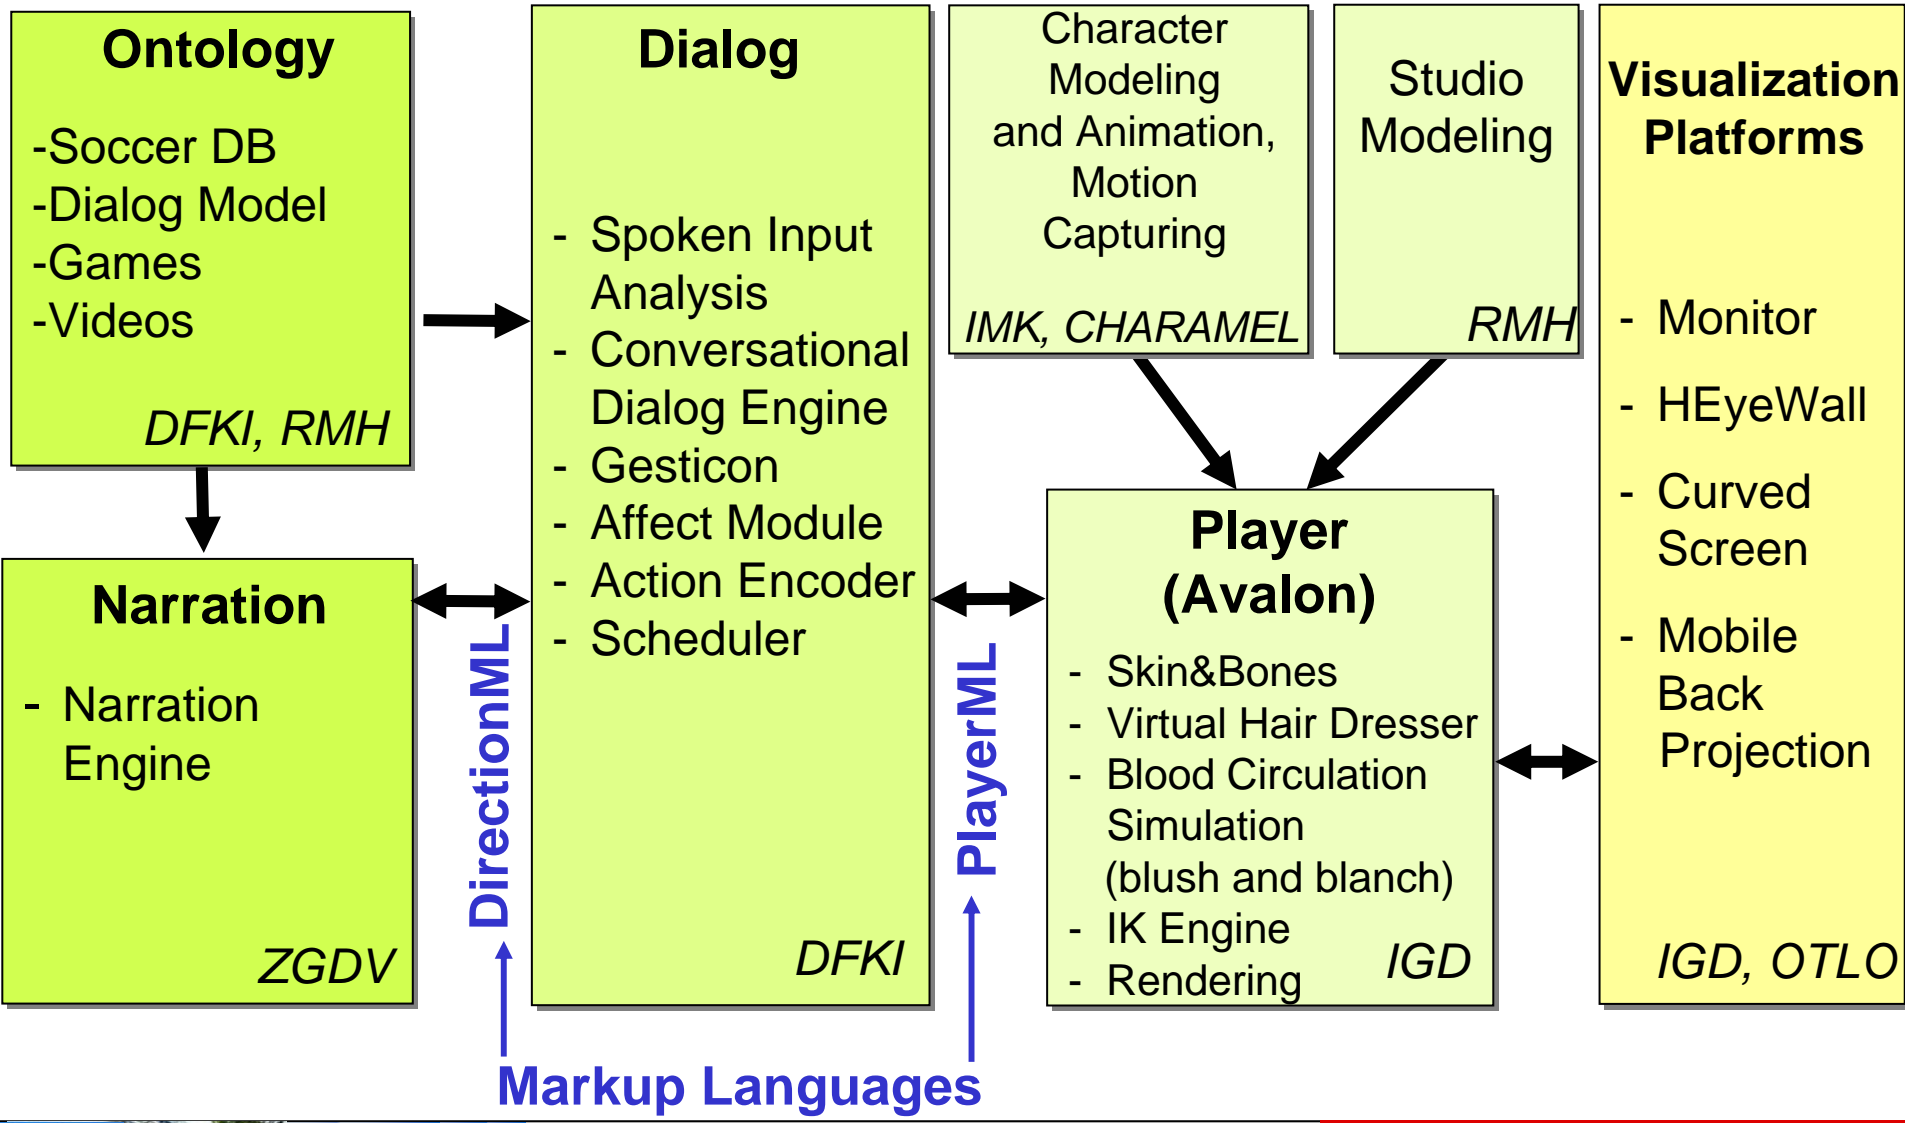 Ontology
-Soccer DB
-Dialog Model
-Games
-Videos
DFKI, RMH
Narration
- Narration
Engine
ZGDV
DirectionML
Dialog
- Spoken Input
Analysis
- Conversational
Dialog Engine
- Gesticon
- Affect Module
- Action Encoder
- Scheduler
DFKI
PlayerML
Markup Languages
Character
Modeling
and Animation,
Motion
Capturing
IMK, CHARAMEL
Studio
Modeling
RMH
Player
(Avalon)
- Skin&Bones
- Virtual Hair Dresser
- Blood Circulation
Simulation
(blush and blanch)
- IK Engine
- Rendering
IGD
Visualization
Platforms
- Monitor
- HEyeWall
- Curved
Screen
- Mobile
Back
Projection
IGD, OTLO